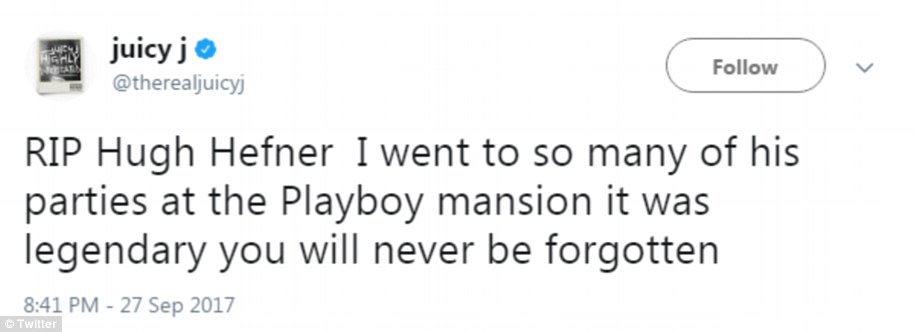 juicy j
@therealjuicyj
Follow
RIP Hugh Hefner I went to so many of his
parties at the Playboy mansion it was
legendary you will never be forgotten
8:41 PM - 27 Sep 2017
© Twitter